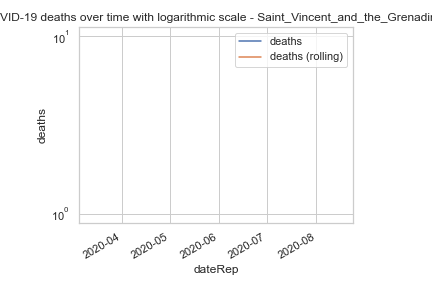 VID-19 deaths over time with logarithmic scale - Saint_Vincent_and_the_Grenadin
10¹
deaths
deaths (rolling)
deaths
10⁰
2020-04
2020-05
2020-06
2020-07
2020-08
dateRep